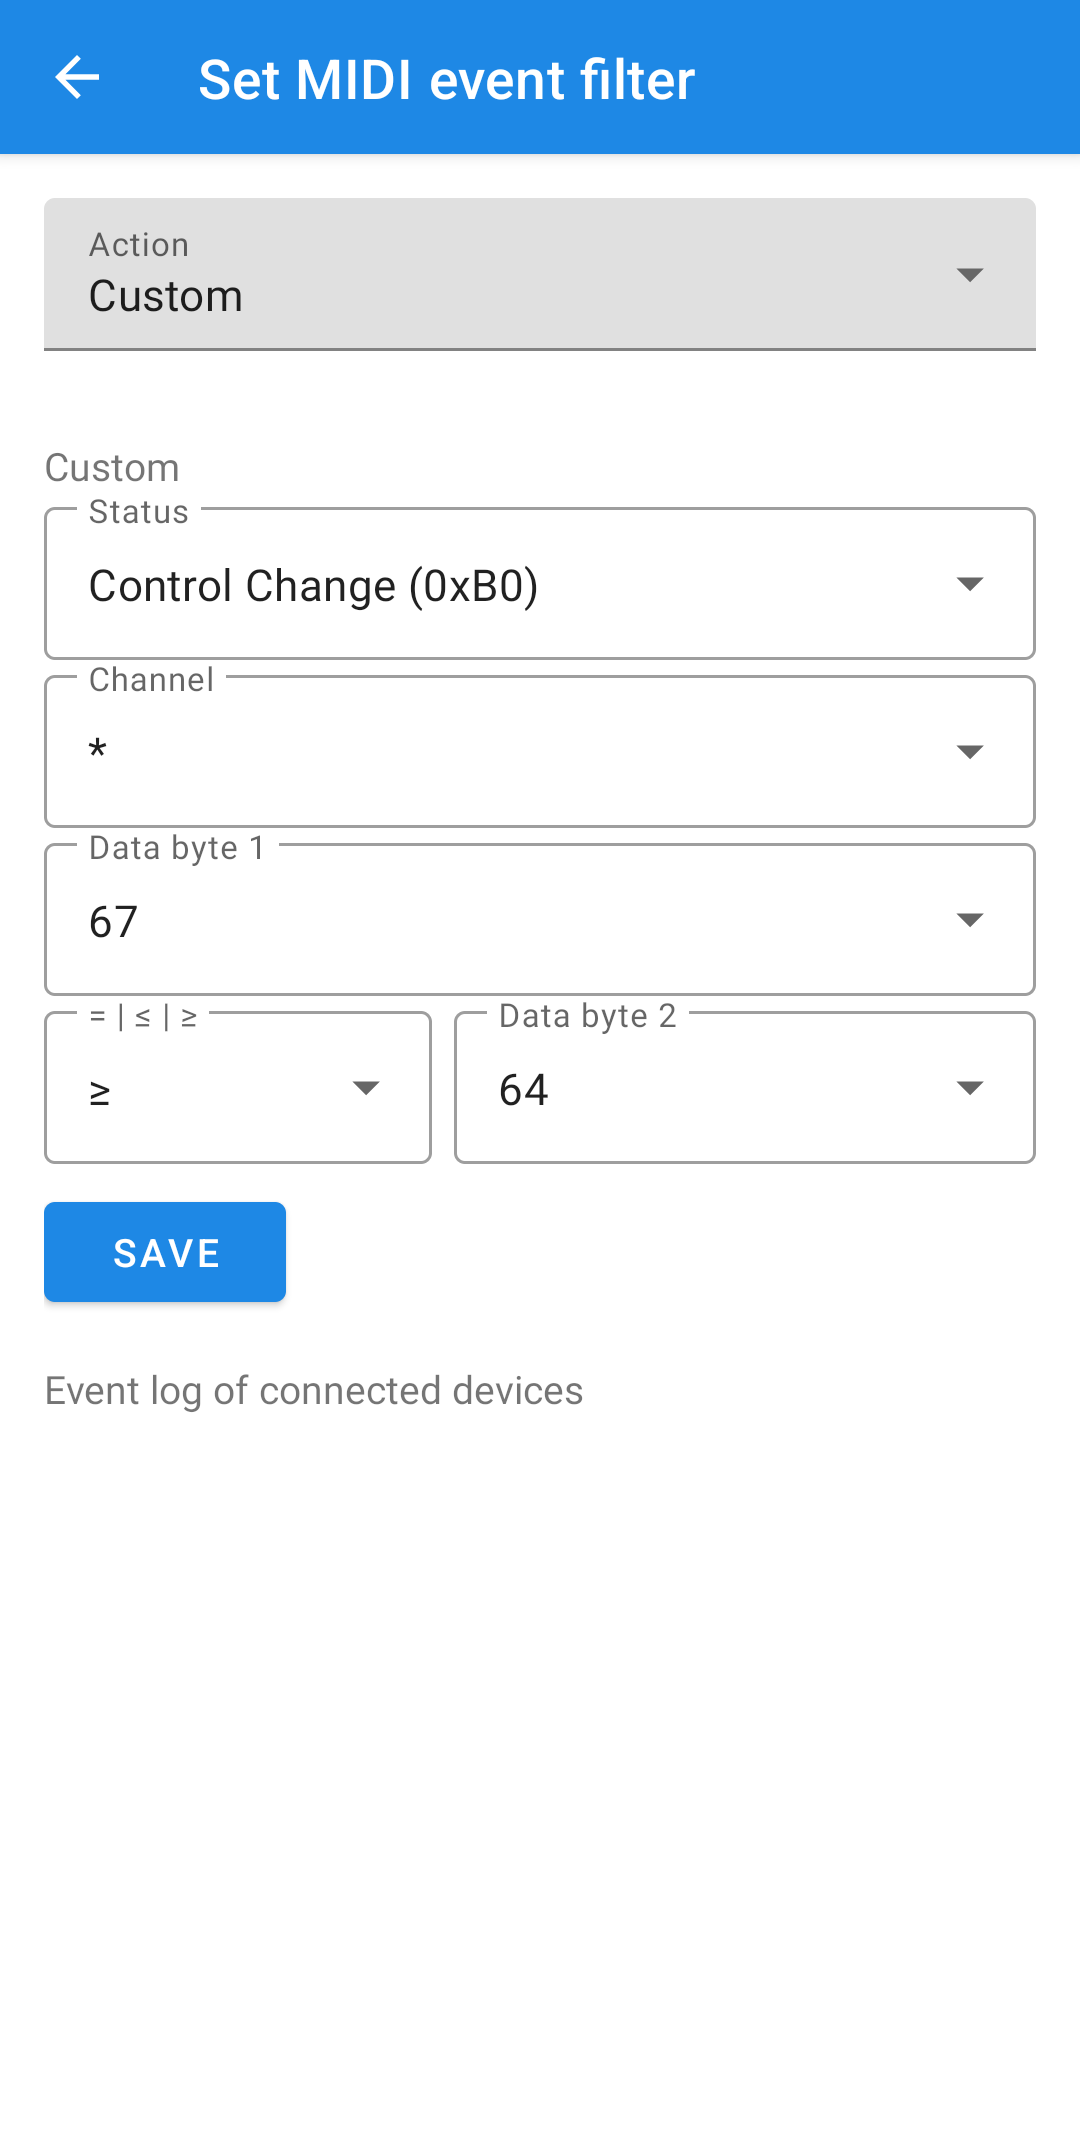 Set MIDI event filter
Action
Custom
Custom
Status
Control Change (0xB0)
Channel
*
Data byte 1
67
= | ≤ | ≥
≥
Data byte 2
64
SAVE
Event log of connected devices